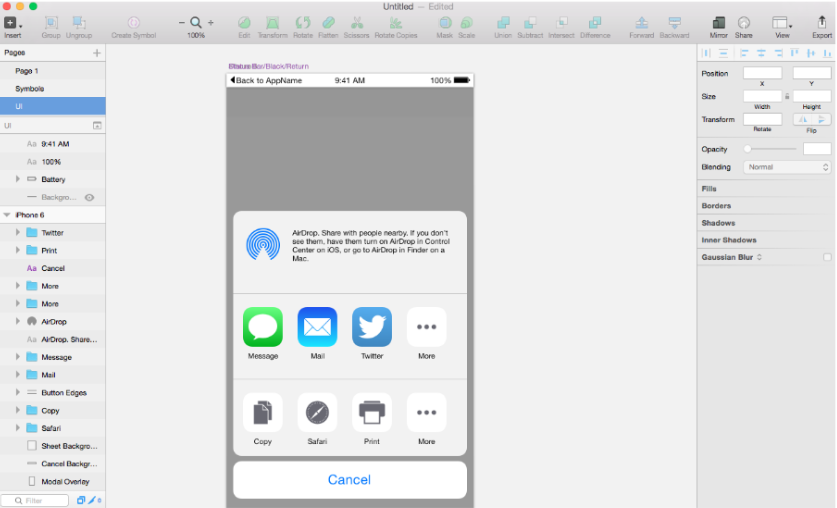 Untitled — Edited
Insert
Group Ungroup
Create Symbol
100%
Edit Transform Rotate Flatten Scissors Rotate Copies
Mask Scale
Union Subtract Intersect Difference
Forward Backward
Mirror Share
View
Export
Pages
Page 1
Symbols
UI
UI
Aa 9:41 AM
Aa 100%
Battery
Backgro...
iPhone 6
Twitter
Print
Aa Cancel
More
More
AirDrop
Aa AirDrop. Share...
Message
Mail
Button Edges
Copy
Safari
Sheet Backgro...
Cancel Backgr...
Modal Overlay
Filter
Bar/Black/Return
Back to AppName 9:41 AM 100%
AirDrop. Share with people nearby. If you don't
see them, have them turn on AirDrop in Control
Center on iOS, or go to AirDrop in Finder on a
Mac.
Message Mail Twitter More
Copy Safari Print More
Cancel
Position
X Y
Size
Width Height
Transform
Rotate Flip
Opacity
Blending Normal
Fills
Borders
Shadows
Inner Shadows
Gaussian Blur